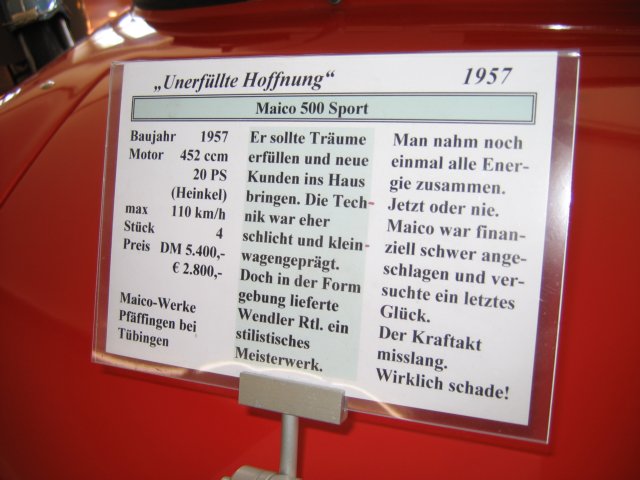 „Unerfüllte Hoffnung“ 1957
Maico 500 Sport
Baujahr 1957
Motor 452 ccm
20 PS
(Heinkel)
max 110 km/h
Stück 4
Preis DM 5.400,-
€ 2.800,-
Maico-Werke
Pfäffingen bei
Tübingen
Er sollte Träume
erfüllen und neue
Kunden ins Haus
bringen. Die Tech-
nik war eher
schlicht und klein-
wagengeprägt.
Doch in der Form
gebung lieferte
Wendler Rtl. ein
stilistisches
Meisterwerk.
Man nahm noch
einmal alle Ener-
gie zusammen.
Jetzt oder nie.
Maico war finan-
ziell schwer ange-
schlagen und ver-
suchte ein letztes
Glück.
Der Kraftakt
misslang.
Wirklich schade!